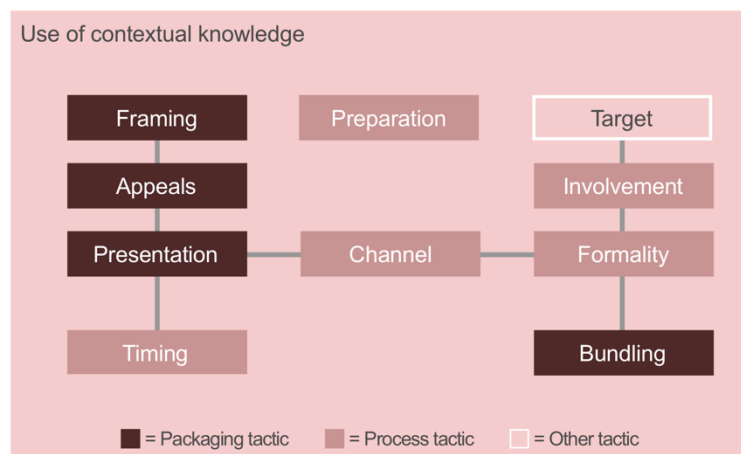 Use of contextual knowledge
Framing
Preparation
Target
Appeals
Involvement
Presentation
Channel
Formality
Timing
Bundling
= Packaging tactic
= Process tactic
= Other tactic